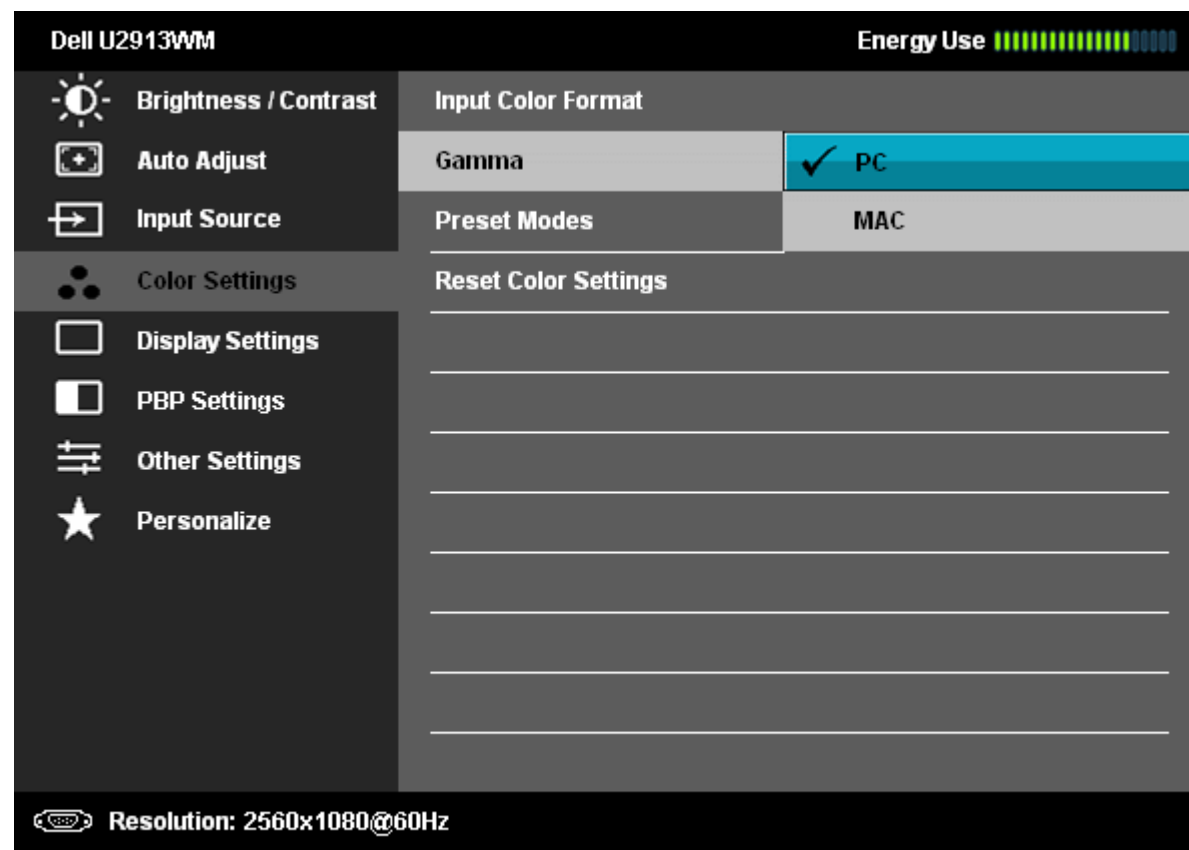 Dell U2913WM Energy Use
Brightness / Contrast Input Color Format
Auto Adjust Gamma PC
Input Source Preset Modes MAC
Color Settings Reset Color Settings
Display Settings
PBP Settings
Other Settings
Personalize
Resolution: 2560x1080@60Hz